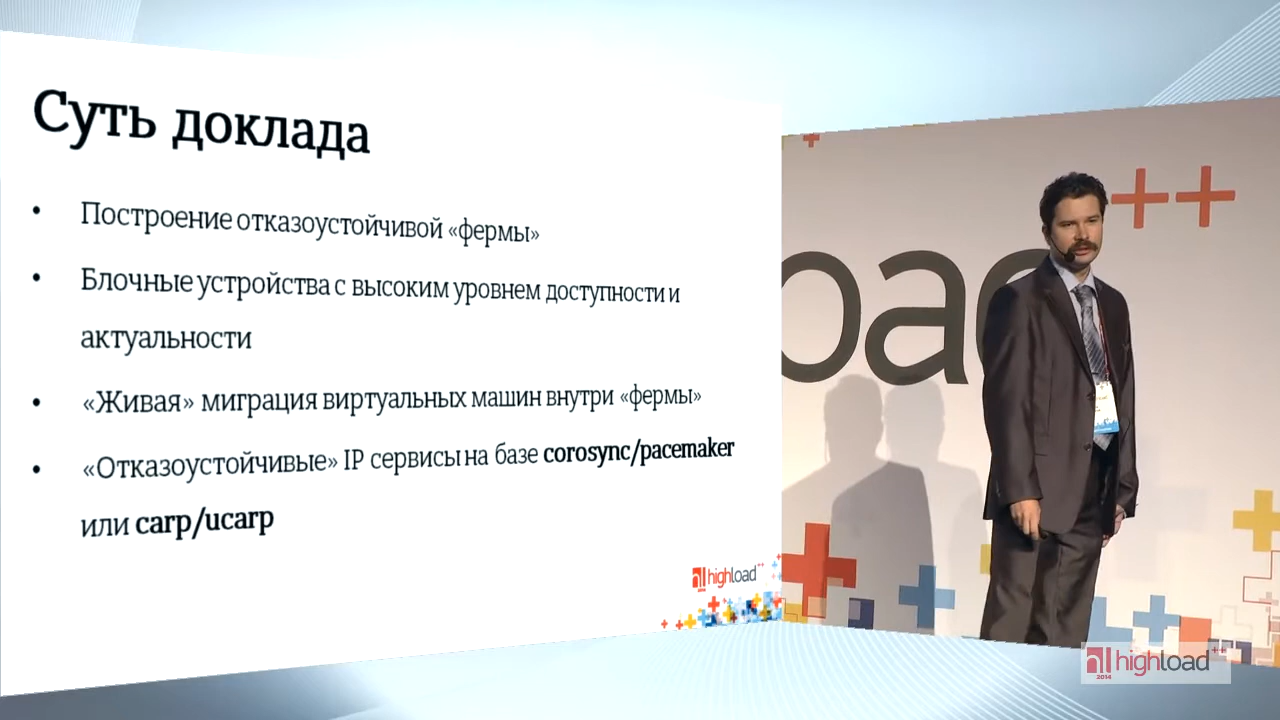 Суть доклада
• Построение отказоустойчивой «фермы»
• Блочные устройства с высоким уровнем доступности и
актуальности
• «Живая» миграция виртуальных машин внутри «фермы»
• «Отказоустойчивые» IP сервисы на базе corosync/pacemaker
или carp/ucarp
highload++
++
рас
highload++
2014